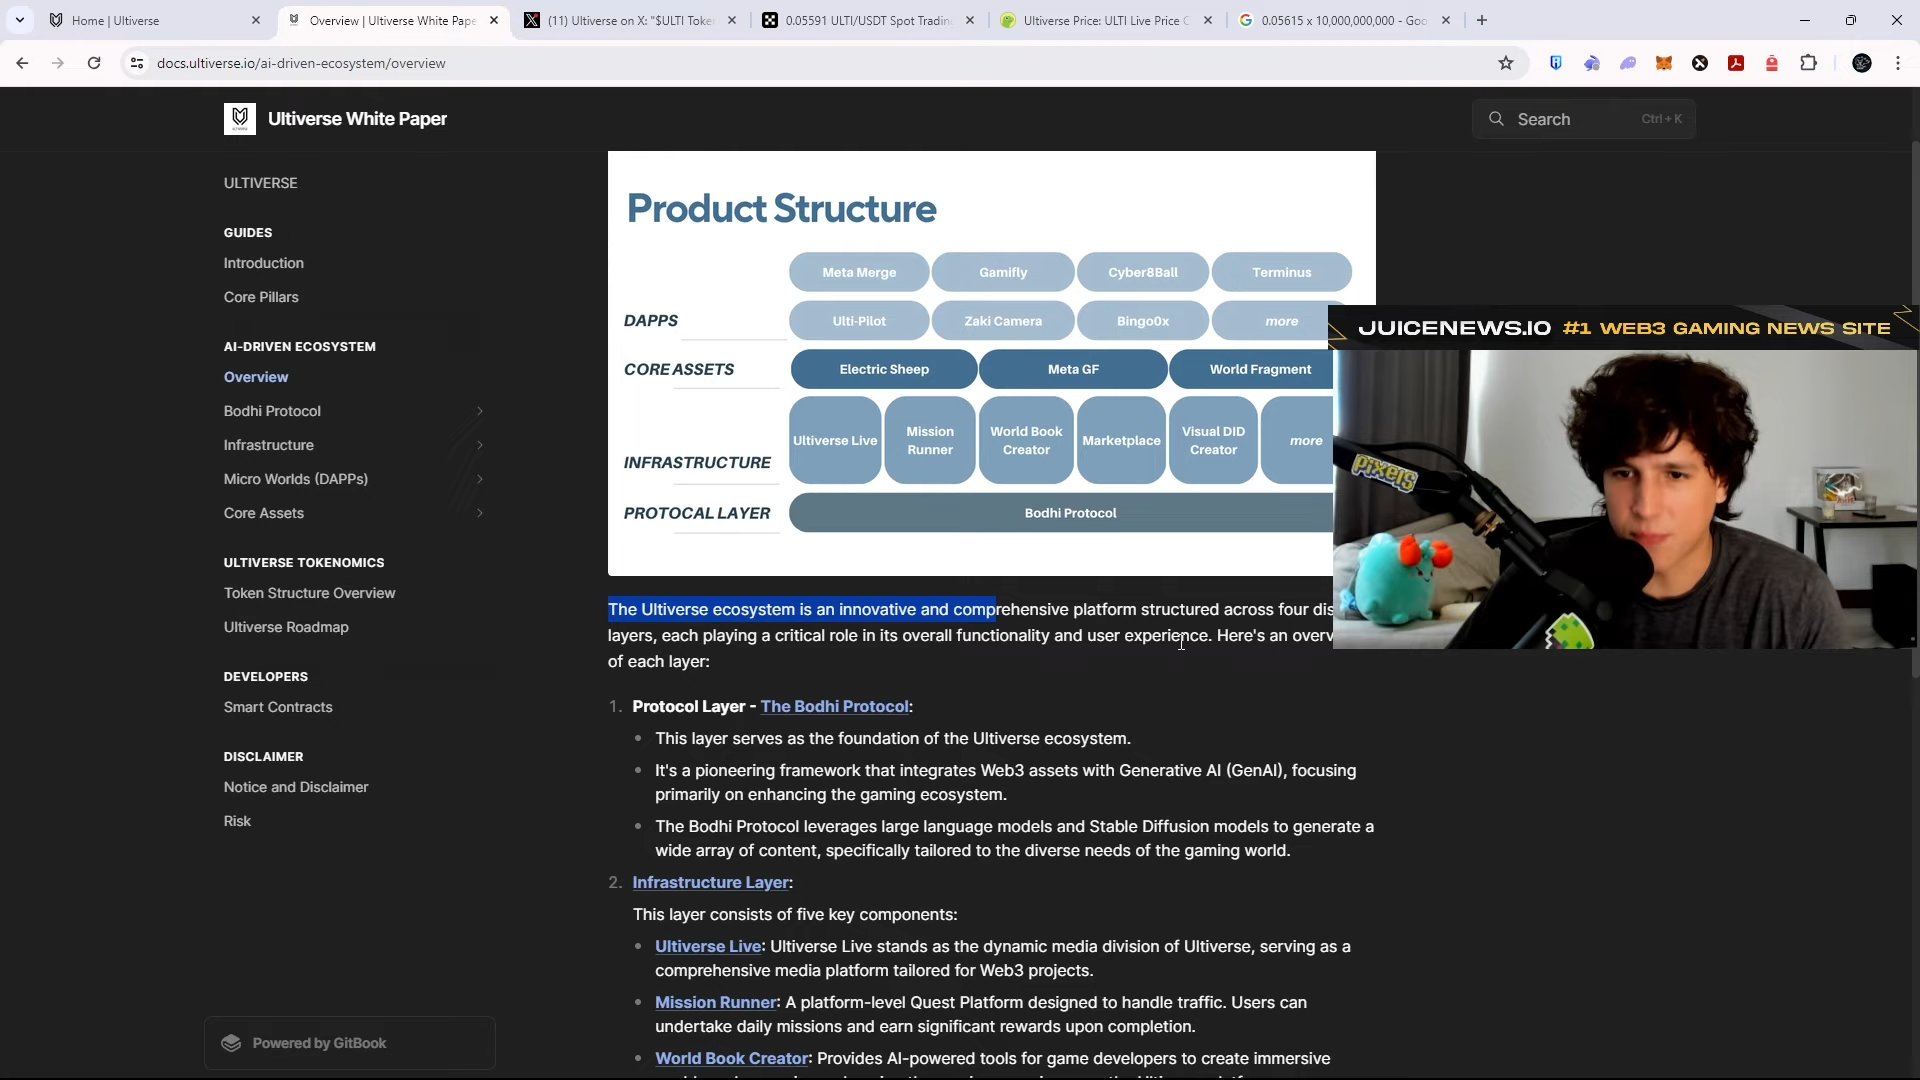 Home | Ultiverse
Overview | Ultiverse White Pape
(11) Ultiverse on X: "$ULTI Toke
0.05591 ULTI/USDT Spot Trading
Ultiverse Price: ULTI Live Price C
0.05615 x 10,000,000,000 - Goo
docs.ultiverse.io/ai-driven-ecosystem/overview
Ultiverse White Paper
Search
Ctrl + K
ULTIVERSE
GUIDES
Introduction
Core Pillars
AI-DRIVEN ECOSYSTEM
Overview
Bodhi Protocol
Infrastructure
Micro Worlds (DAPPs)
Core Assets
ULTIVERSE TOKENOMICS
Token Structure Overview
Ultiverse Roadmap
DEVELOPERS
Smart Contracts
DISCLAIMER
Notice and Disclaimer
Risk
Powered by GitBook
Product Structure
Meta Merge Gamifly Cyber8Ball Terminus
DAPPS Ulti-Pilot Zaki Camera Bingo0x more
CORE ASSETS Electric Sheep Meta GF World Fragment
INFRASTRUCTURE Ultiverse Live Mission Runner World Book Creator Marketplace Visual DID Creator more
PROTOCAL LAYER Bodhi Protocol
The Ultiverse ecosystem is an innovative and comprehensive platform structured across four dis
layers, each playing a critical role in its overall functionality and user experience. Here's an overv
of each layer:
1. Protocol Layer - The Bodhi Protocol:
• This layer serves as the foundation of the Ultiverse ecosystem.
• It's a pioneering framework that integrates Web3 assets with Generative AI (GenAI), focusing
primarily on enhancing the gaming ecosystem.
• The Bodhi Protocol leverages large language models and Stable Diffusion models to generate a
wide array of content, specifically tailored to the diverse needs of the gaming world.
2. Infrastructure Layer:
This layer consists of five key components:
• Ultiverse Live: Ultiverse Live stands as the dynamic media division of Ultiverse, serving as a
comprehensive media platform tailored for Web3 projects.
• Mission Runner: A platform-level Quest Platform designed to handle traffic. Users can
undertake daily missions and earn significant rewards upon completion.
• World Book Creator: Provides AI-powered tools for game developers to create immersive
JUICENEWS.IO #1 WEB3 GAMING NEWS SITE
PIXELS